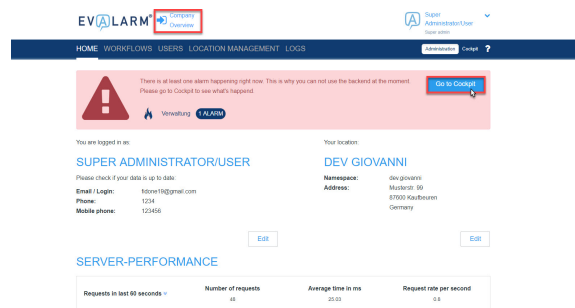 EVALARM®
Company
Overview
Super
Administrator/User
Super admin
HOME WORKFLOWS USERS LOCATION MANAGEMENT LOGS
Administration Cockpit ?
There is at least one alarm happening right now. This is why you can not use the backend at the moment.
Please go to Cockpit to see what's happend.
Go to Cockpit
Verwaltung 1 ALARM
You are logged in as:
Your location:
SUPER ADMINISTRATOR/USER
DEV GIOVANNI
Please check if your data is up to date:
Namespace: dev.giovanni
Email / Login: fidone19@gmail.com
Address: Musterstr. 99
Phone: 1234
87600 Kaufbeuren
Mobile phone: 123456
Germany
Edit
Edit
SERVER-PERFORMANCE
Requests in last 60 seconds
Number of requests
Average time in ms
Request rate per second
48
25.03
0.8